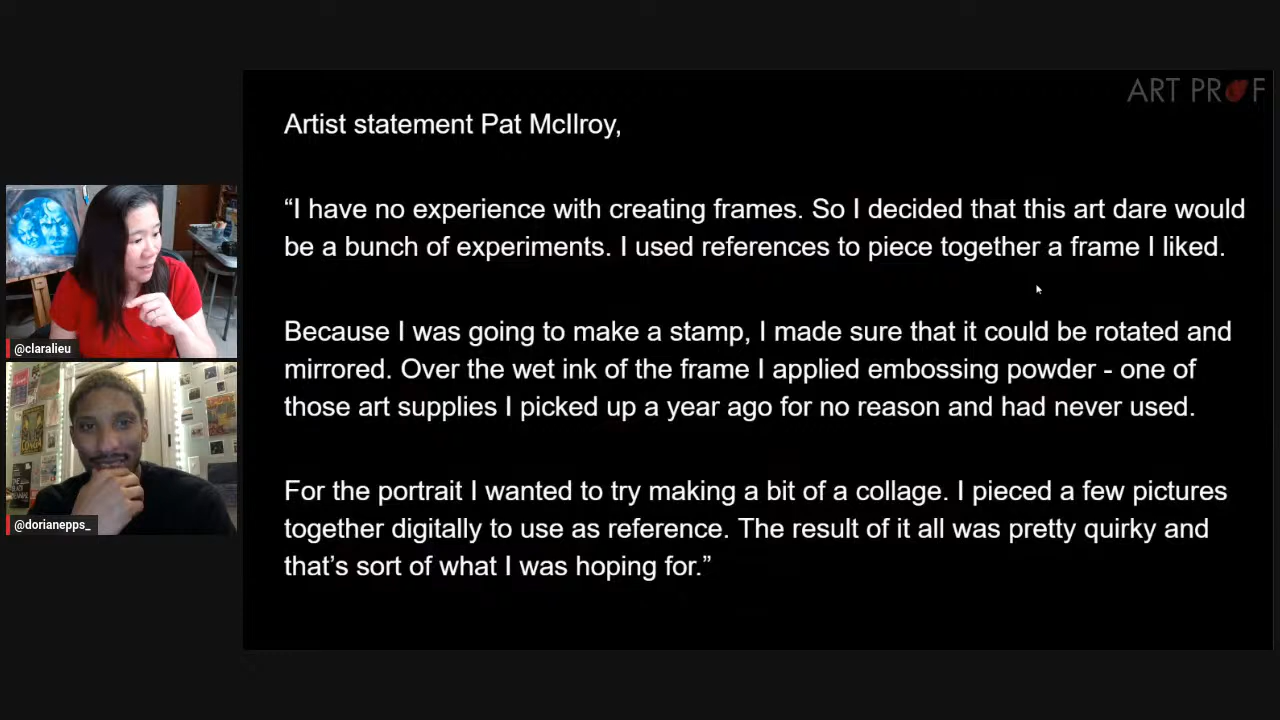 ART PROF
Artist statement Pat McIlroy,
“I have no experience with creating frames. So I decided that this art dare would
be a bunch of experiments. I used references to piece together a frame I liked.
Because I was going to make a stamp, I made sure that it could be rotated and
mirrored. Over the wet ink of the frame I applied embossing powder - one of
those art supplies I picked up a year ago for no reason and had never used.
For the portrait I wanted to try making a bit of a collage. I pieced a few pictures
together digitally to use as reference. The result of it all was pretty quirky and
that’s sort of what I was hoping for.”
@claralieu
@dorianepps_